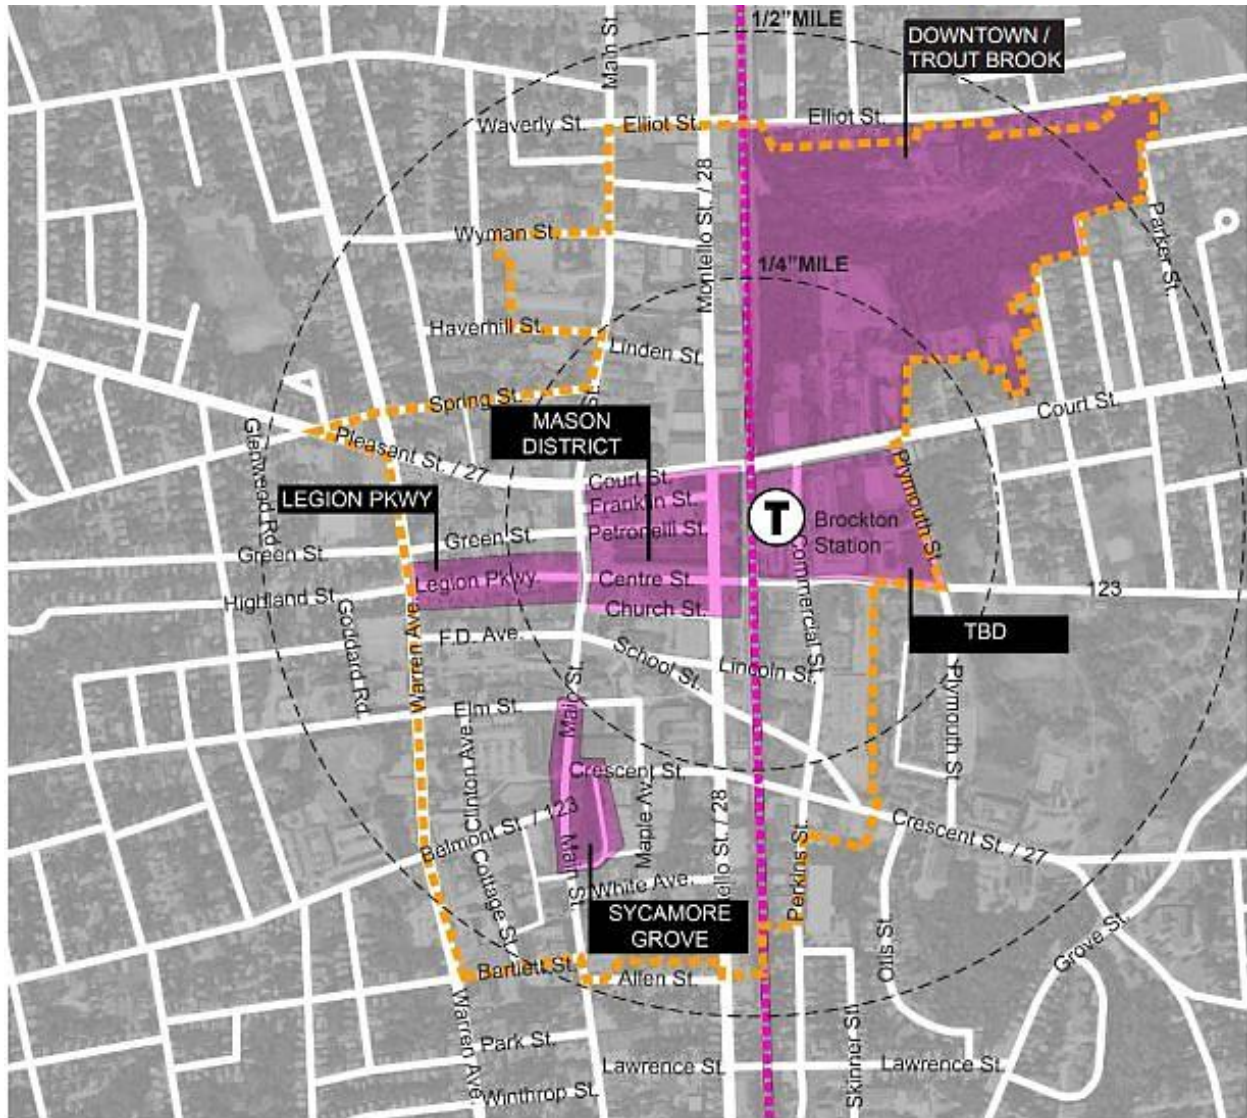 1/2"MILE
DOWNTOWN /
TROUT BROOK
Main St.
Waverly St.
Elliot St.
Elliot St.
Montello St. / 28
Parker St.
Wyman St.
1/4"MILE
Haverhill St.
Linden St.
Spring St.
St.
Court St.
MASON
DISTRICT
Pleasant St. / 27
Glenwood Rd.
Court St.
Plymouth St.
LEGION PKWY
Franklin St.
T
Brockton
Station
Petronelli St.
Green St.
Green St.
Commercial St.
Legion Pkwy.
Centre St.
123
Highland St.
Church St.
Goddard Rd.
Warren Ave.
F.D. Ave.
TBD
School St.
Lincoln St.
Plymouth St.
Elm St.
Main St.
Clinton Ave.
Crescent St.
Maple Av.
Belmont St. / 123
Crescent St. / 27
Main St.
Cottage St.
White Ave.
tello St. / 28
Perkins St.
SYCAMORE
GROVE
Otis St.
Grove St.
Bartlett St.
Allen St.
Warren Ave.
Park St.
Skinner St.
Lawrence St.
Lawrence St.
Winthrop St.